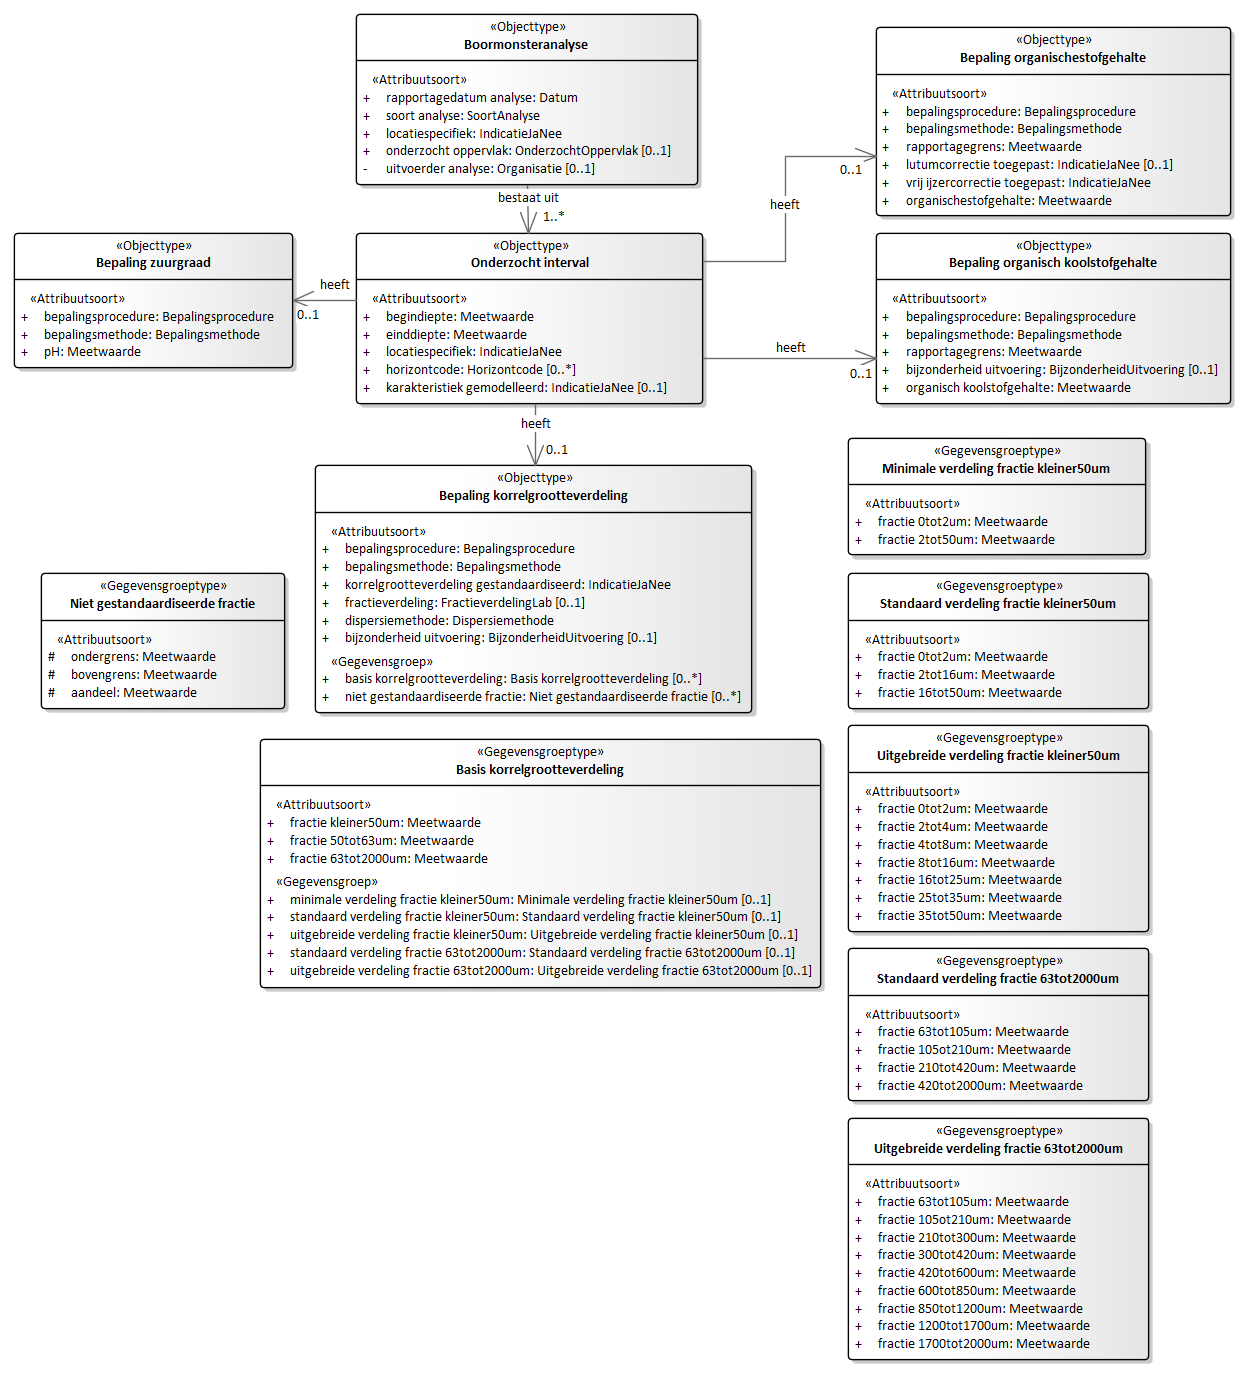 «Objecttype»
Boormonsteranalyse
«Attribuutsoort»
+ rapportagedatum analyse: Datum
+ soort analyse: SoortAnalyse
+ locatiespecifiek: IndicatieJaNee
+ onderzocht oppervlak: OnderzochtOppervlak [0..1]
- uitvoerder analyse: Organisatie [0..1]
«Objecttype»
Bepaling organischestofgehalte
«Attribuutsoort»
+ bepalingsprocedure: Bepalingsprocedure
+ bepalingsmethode: Bepalingsmethode
+ rapportagegrens: Meetwaarde
+ lutumcorrectie toegepast: IndicatieJaNee [0..1]
+ vrij ijzercorrectie toegepast: IndicatieJaNee
+ organischestofgehalte: Meetwaarde
bestaat uit
1..*
heeft
0..1
«Objecttype»
Bepaling zuurgraad
«Attribuutsoort»
+ bepalingsprocedure: Bepalingsprocedure
+ bepalingsmethode: Bepalingsmethode
+ pH: Meetwaarde
heeft
0..1
«Objecttype»
Onderzocht interval
«Attribuutsoort»
+ begindiepte: Meetwaarde
+ einddiepte: Meetwaarde
+ locatiespecifiek: IndicatieJaNee
+ horizontcode: Horizontcode [0..*]
+ karakteristiek gemodelleerd: IndicatieJaNee [0..1]
heeft
0..1
«Objecttype»
Bepaling organisch koolstofgehalte
«Attribuutsoort»
+ bepalingsprocedure: Bepalingsprocedure
+ bepalingsmethode: Bepalingsmethode
+ rapportagegrens: Meetwaarde
+ bijzonderheid uitvoering: BijzonderheidUitvoering [0..1]
+ organisch koolstofgehalte: Meetwaarde
heeft
0..1
«Objecttype»
Bepaling korrelgrootteverdeling
«Attribuutsoort»
+ bepalingsprocedure: Bepalingsprocedure
+ bepalingsmethode: Bepalingsmethode
+ korrelgrootteverdeling gestandaardiseerd: IndicatieJaNee
+ fractieverdeling: FractieverdelingLab [0..1]
+ dispersiemethode: Dispersiemethode
+ bijzonderheid uitvoering: BijzonderheidUitvoering [0..1]
«Gegevensgroep»
+ basis korrelgrootteverdeling: Basis korrelgrootteverdeling [0..*]
+ niet gestandaardiseerde fractie: Niet gestandaardiseerde fractie [0..*]
«Gegevensgroeptype»
Niet gestandaardiseerde fractie
«Attribuutsoort»
# ondergrens: Meetwaarde
# bovengrens: Meetwaarde
# aandeel: Meetwaarde
«Gegevensgroeptype»
Basis korrelgrootteverdeling
«Attribuutsoort»
+ fractie kleiner50um: Meetwaarde
+ fractie 50tot63um: Meetwaarde
+ fractie 63tot2000um: Meetwaarde
«Gegevensgroep»
+ minimale verdeling fractie kleiner50um: Minimale verdeling fractie kleiner50um [0..1]
+ standaard verdeling fractie kleiner50um: Standaard verdeling fractie kleiner50um [0..1]
+ uitgebreide verdeling fractie kleiner50um: Uitgebreide verdeling fractie kleiner50um [0..1]
+ standaard verdeling fractie 63tot2000um: Standaard verdeling fractie 63tot2000um [0..1]
+ uitgebreide verdeling fractie 63tot2000um: Uitgebreide verdeling fractie 63tot2000um [0..1]
«Gegevensgroeptype»
Minimale verdeling fractie kleiner50um
«Attribuutsoort»
+ fractie 0tot2um: Meetwaarde
+ fractie 2tot50um: Meetwaarde
«Gegevensgroeptype»
Standaard verdeling fractie kleiner50um
«Attribuutsoort»
+ fractie 0tot2um: Meetwaarde
+ fractie 2tot16um: Meetwaarde
+ fractie 16tot50um: Meetwaarde
«Gegevensgroeptype»
Uitgebreide verdeling fractie kleiner50um
«Attribuutsoort»
+ fractie 0tot2um: Meetwaarde
+ fractie 2tot4um: Meetwaarde
+ fractie 4tot8um: Meetwaarde
+ fractie 8tot16um: Meetwaarde
+ fractie 16tot25um: Meetwaarde
+ fractie 25tot35um: Meetwaarde
+ fractie 35tot50um: Meetwaarde
«Gegevensgroeptype»
Standaard verdeling fractie 63tot2000um
«Attribuutsoort»
+ fractie 63tot105um: Meetwaarde
+ fractie 105ot210um: Meetwaarde
+ fractie 210tot420um: Meetwaarde
+ fractie 420tot2000um: Meetwaarde
«Gegevensgroeptype»
Uitgebreide verdeling fractie 63tot2000um
«Attribuutsoort»
+ fractie 63tot105um: Meetwaarde
+ fractie 105ot210um: Meetwaarde
+ fractie 210tot300um: Meetwaarde
+ fractie 300tot420um: Meetwaarde
+ fractie 420tot600um: Meetwaarde
+ fractie 600tot850um: Meetwaarde
+ fractie 850tot1200um: Meetwaarde
+ fractie 1200tot1700um: Meetwaarde
+ fractie 1700tot2000um: Meetwaarde